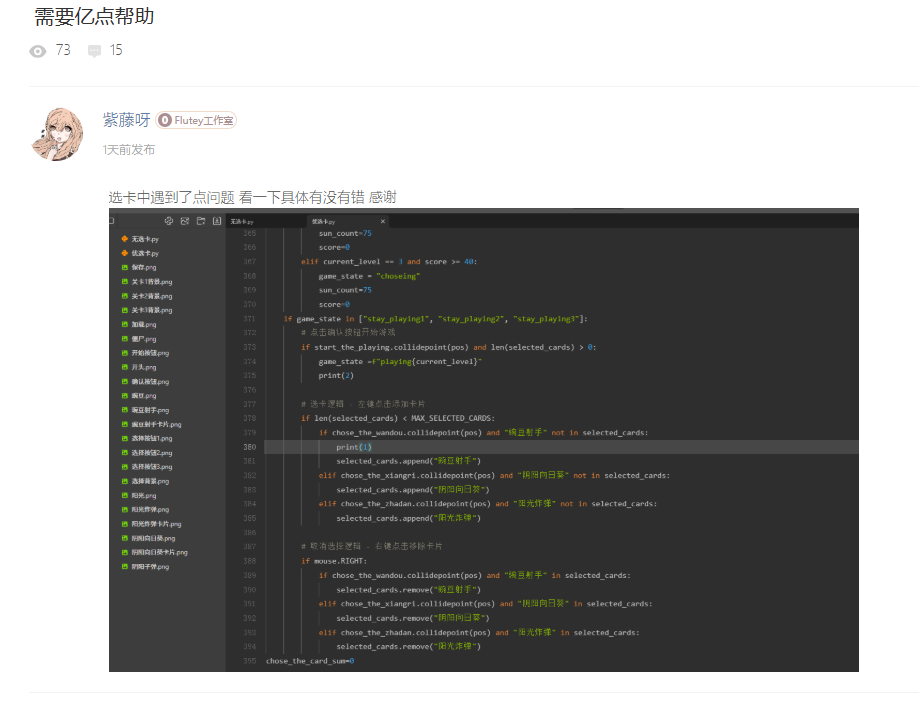 需要亿点帮助
73 15
紫藤呀 0 Flutey工作室
1天前发布
选卡中遇到了点问题 看一下具体有没有错 感谢
无选卡.py 优选卡.py ×
无选卡.py
优选卡.py
保存.png
关卡1背景.png
关卡2背景.png
关卡3背景.png
加载.png
僵尸.png
开始按钮.png
开头.png
确认按钮.png
豌豆.png
豌豆射手.png
豌豆射手卡片.png
选择按钮1.png
选择按钮2.png
选择按钮3.png
选择背景.png
阳光.png
阳光炸弹.png
阳光炸弹卡片.png
阴阳向日葵.png
阴阳向日葵卡片.png
阴阳子弹.png
365 sun_count=75
366 score=0
367 elif current_level == 3 and score >= 40:
368 game_state = "choseing"
369 sun_count=75
370 score=0
371 if game_state in ["stay_playing1", "stay_playing2", "stay_playing3"]:
372 # 点击确认按钮开始游戏
373 if start_the_playing.collidepoint(pos) and len(selected_cards) > 0:
374 game_state =f"playing{current_level}"
375 print(2)
376
377 # 选卡逻辑 - 左键点击添加卡片
378 if len(selected_cards) < MAX_SELECTED_CARDS:
379 if chose_the_wandou.collidepoint(pos) and "豌豆射手" not in selected_cards:
380 print(1)
381 selected_cards.append("豌豆射手")
382 elif chose_the_xiangri.collidepoint(pos) and "阴阳向日葵" not in selected_cards:
383 selected_cards.append("阴阳向日葵")
384 elif chose_the_zhadan.collidepoint(pos) and "阳光炸弹" not in selected_cards:
385 selected_cards.append("阳光炸弹")
386
387 # 取消选择逻辑 - 右键点击移除卡片
388 if mouse.RIGHT:
389 if chose_the_wandou.collidepoint(pos) and "豌豆射手" in selected_cards:
390 selected_cards.remove("豌豆射手")
391 elif chose_the_xiangri.collidepoint(pos) and "阴阳向日葵" in selected_cards:
392 selected_cards.remove("阴阳向日葵")
393 elif chose_the_zhadan.collidepoint(pos) and "阳光炸弹" in selected_cards:
394 selected_cards.remove("阳光炸弹")
395 chose_the_card_sum=0